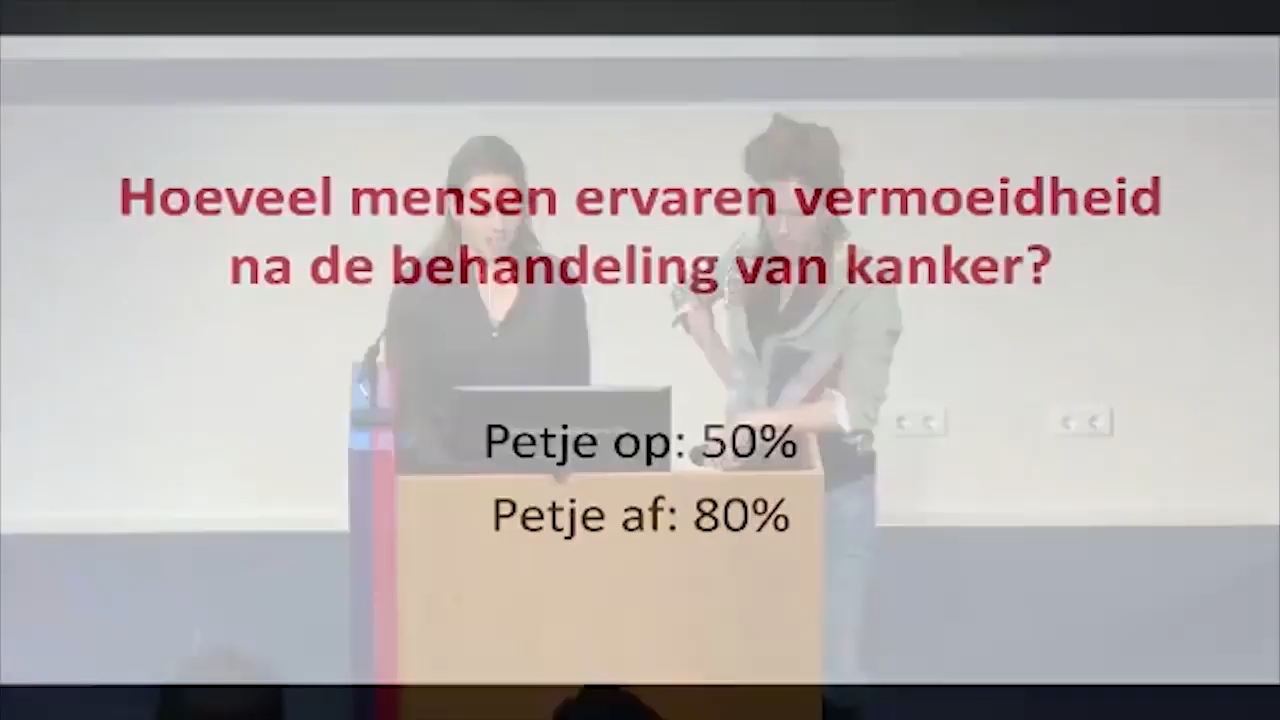 Hoeveel mensen ervaren vermoeidheid
na de behandeling van kanker?
Petje op: 50%
Petje af: 80%